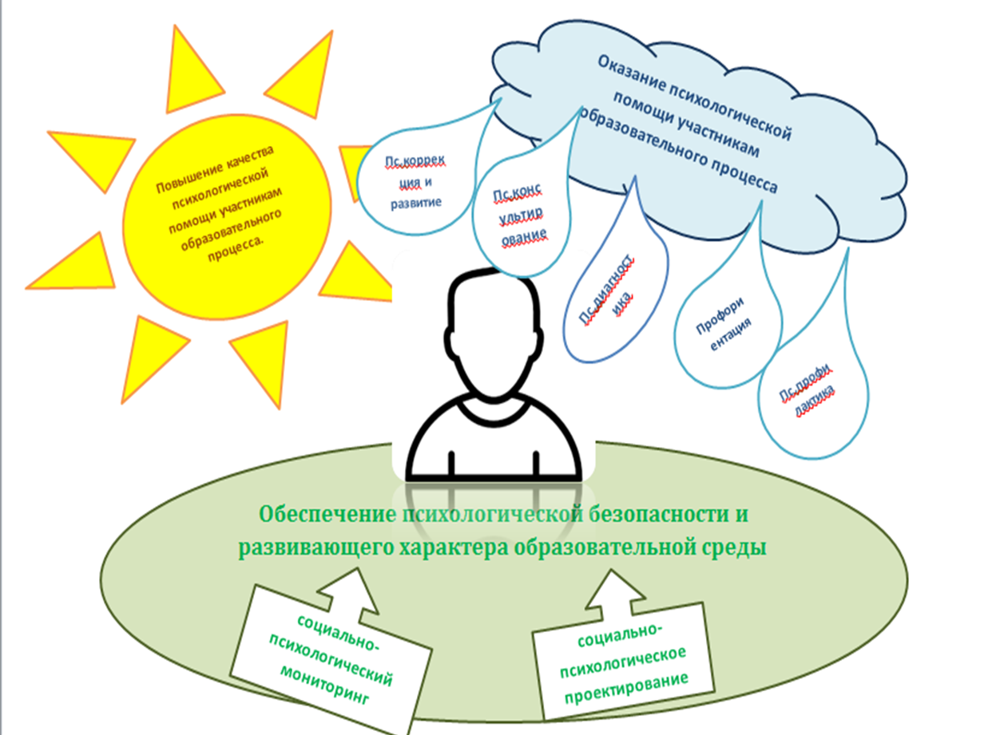 Повышение качества
психологической
помощи участникам
образовательного
процесса.
Оказание психологической
помощи участникам
образовательного процесса
Пс.коррек
ция и
развитие
Пс.конс
ультир
ование
Пс.диагност
ика
Профори
ентация
Пс.профи
лактика
Обеспечение психологической безопасности и
развивающего характера образовательной среды
социально-
психологический
мониторинг
социально-
психологическое
проектирование